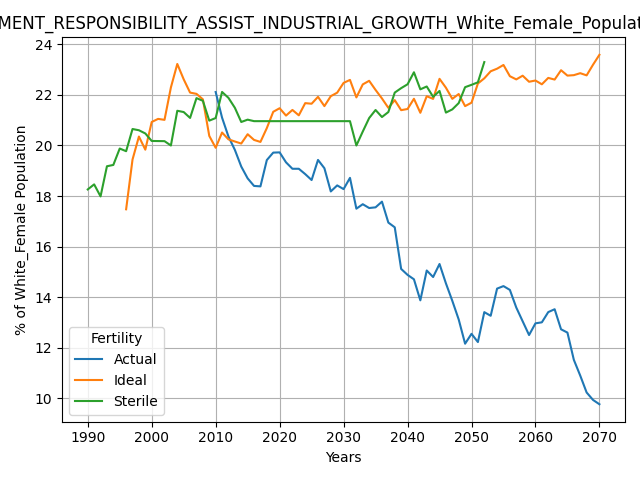 MENT_RESPONSIBILITY_ASSIST_INDUSTRIAL_GROWTH_White_Female_Populat
24
22
20
18
16
14
12
10
% of White_Female Population
Fertility
Actual
Ideal
Sterile
1990 2000 2010 2020 2030 2040 2050 2060 2070
Years